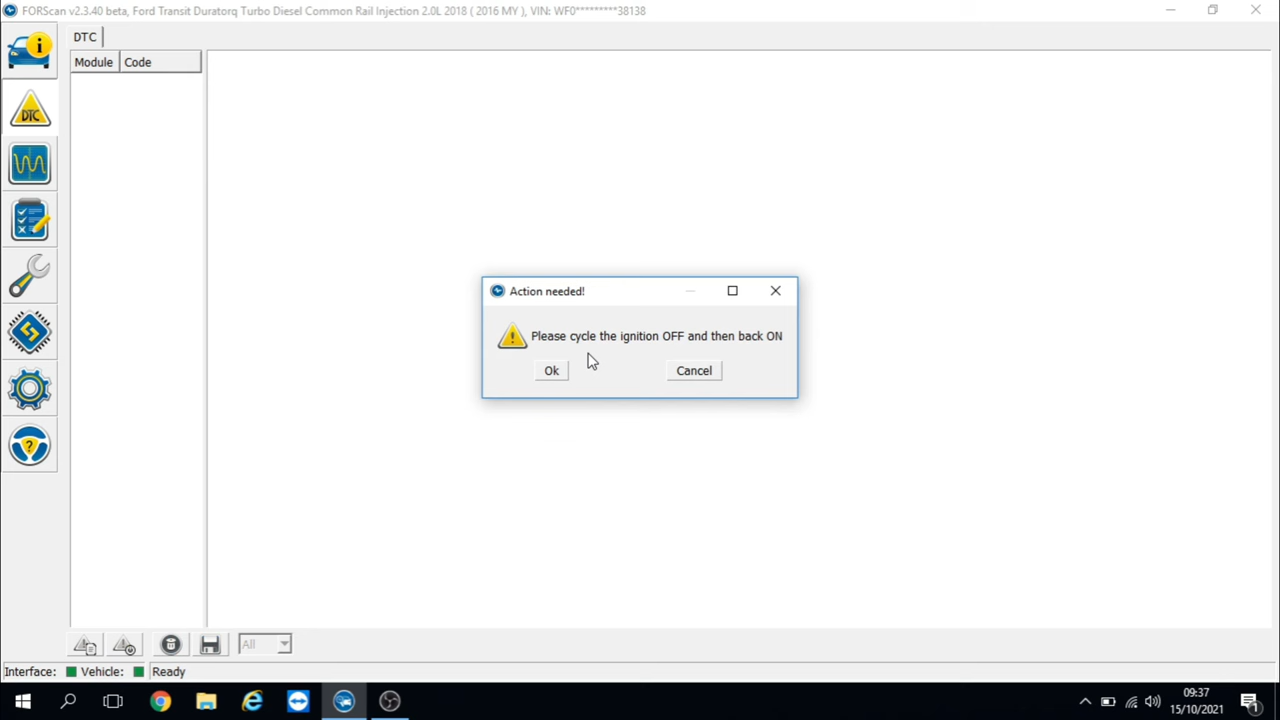 FORScan v2.3.40 beta, Ford Transit Duratorq Turbo Diesel Common Rail Injection 2.0L 2018 ( 2016 MY ), VIN: WF0*********38138
DTC
Module Code
DTC
Action needed!
Please cycle the ignition OFF and then back ON
Ok Cancel
All
Interface: Vehicle: Ready
09:37
15/10/2021
1